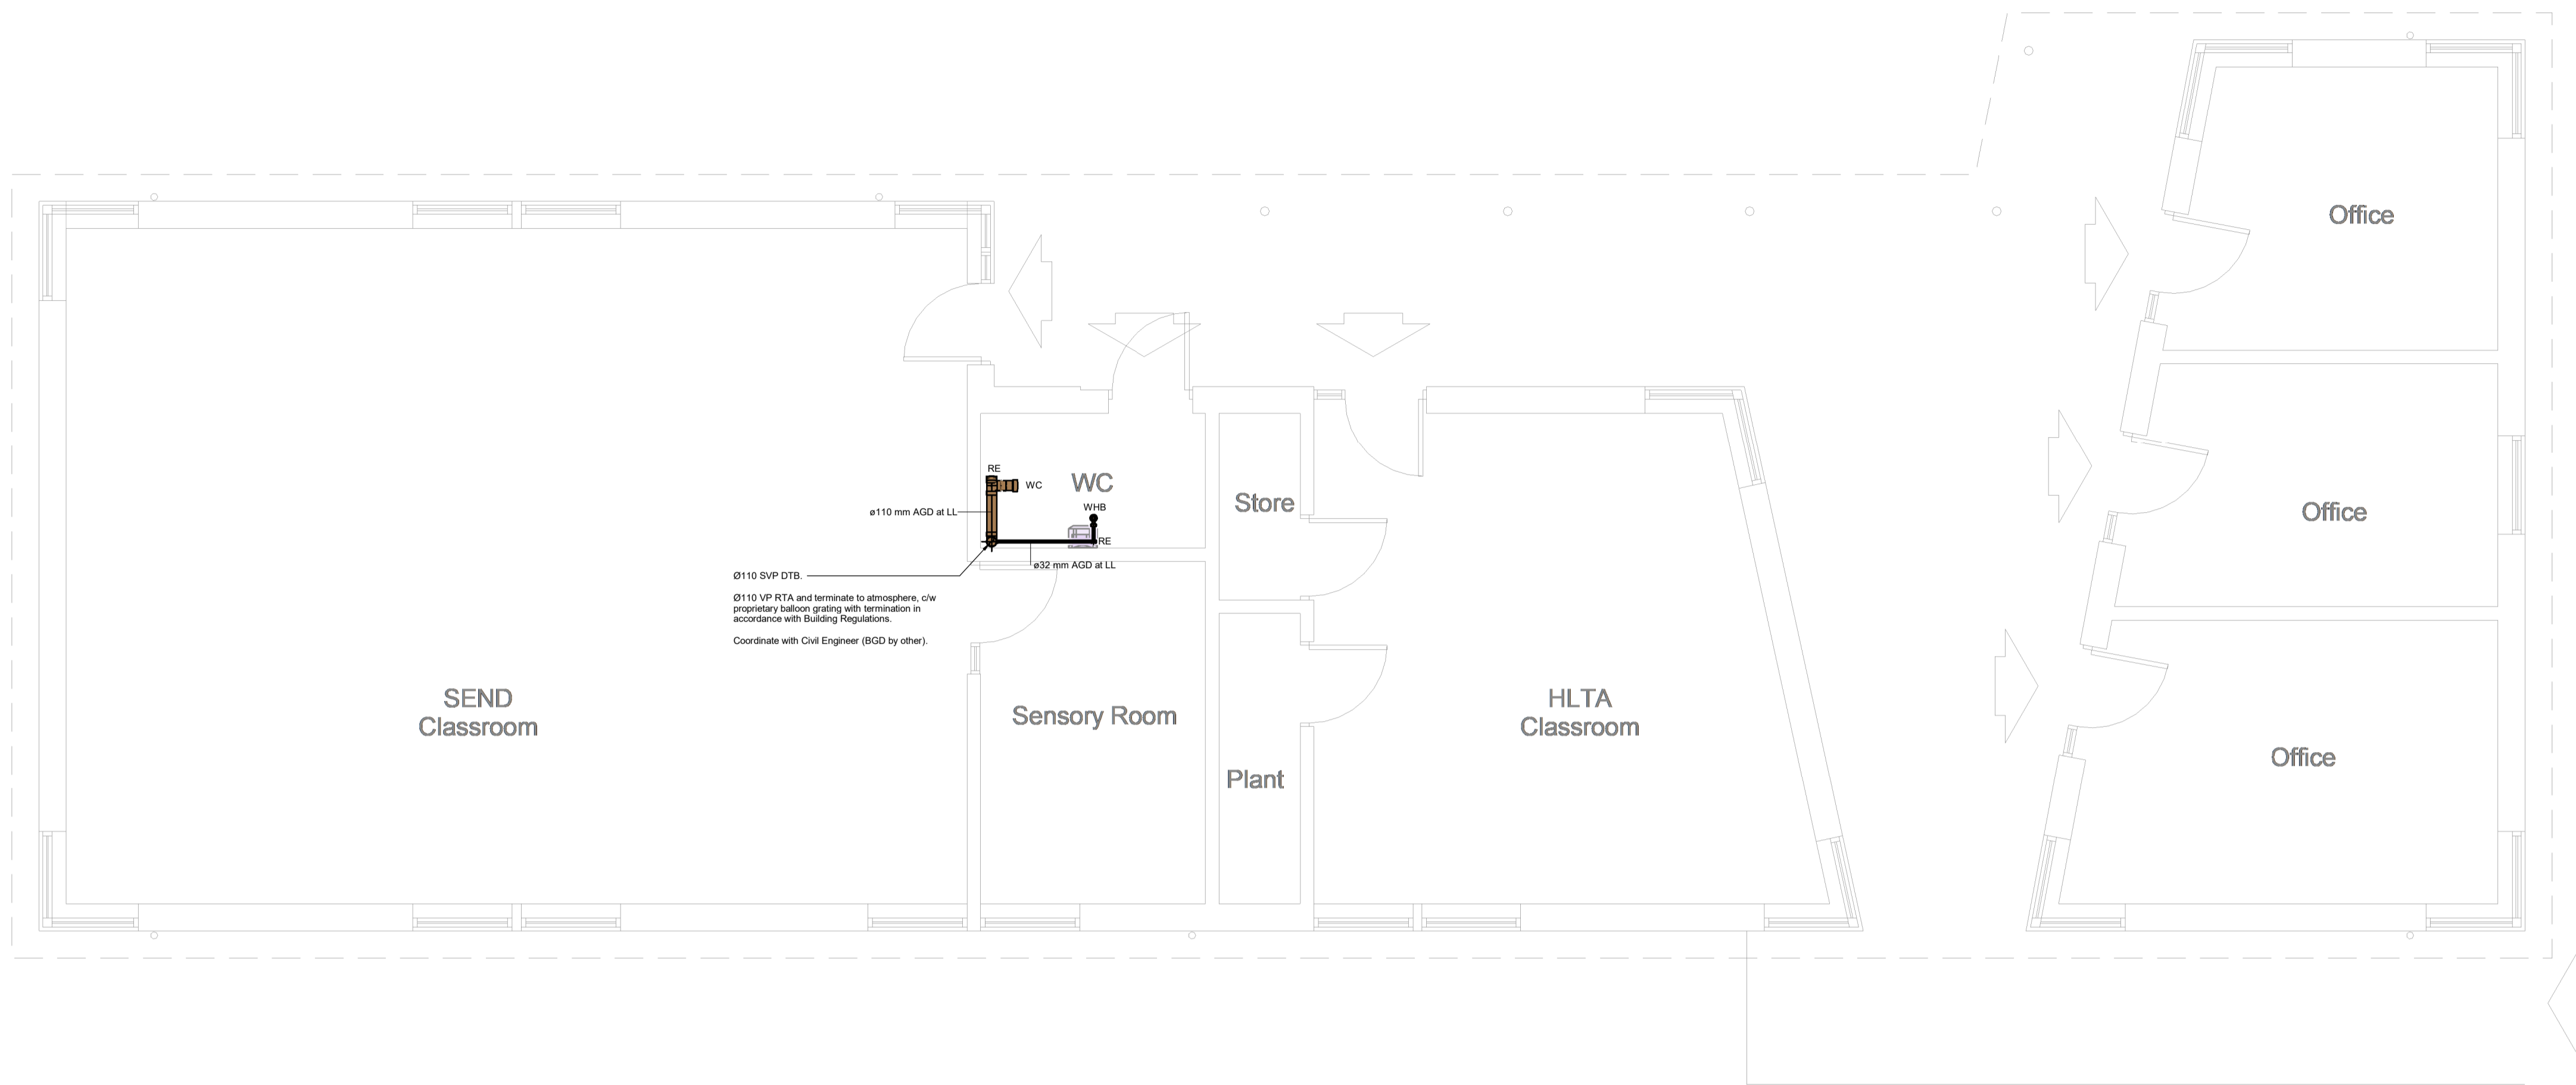 Office
RE
WC
WC
Store
WHB
ø110 mm AGD at LL
RE
Office
ø32 mm AGD at LL
Ø110 SVP DTB.
Ø110 VP RTA and terminate to atmosphere, c/w
proprietary balloon grating with termination in
accordance with Building Regulations.
Coordinate with Civil Engineer (BGD by other).
SEND
Classroom
Sensory Room
HLTA
Classroom
Plant
Office